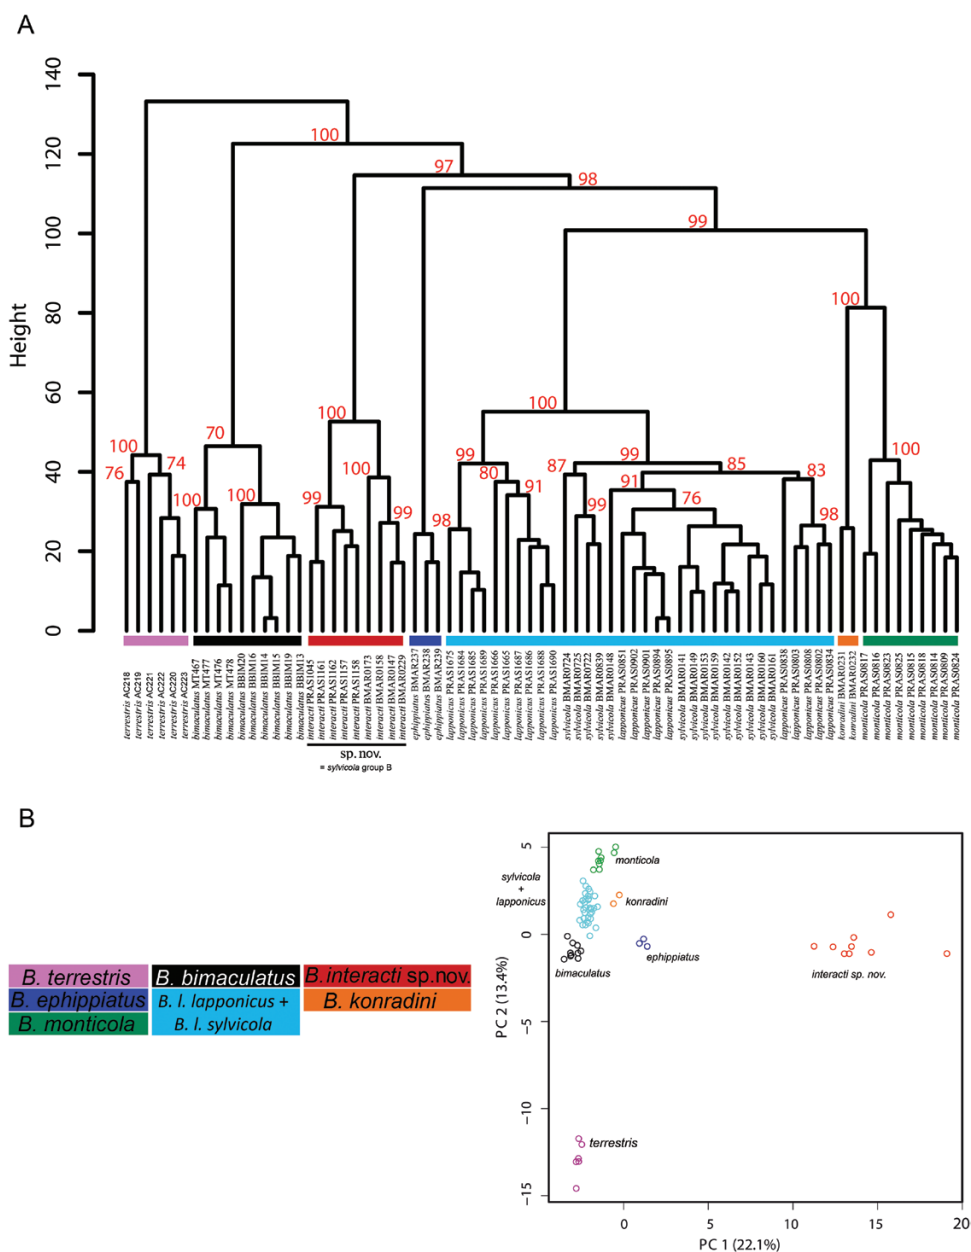 A
Height
140
120
100
80
60
40
20
0
100
97
98
99
100
100
76
74
70
100
100
100
99
100
99
100
99
80
91
98
99
87
99
91
76
85
83
98
100
terrestris AC218
terrestris AC219
terrestris AC221
terrestris AC222
terrestris AC220
terrestris AC223
bimaculatus MT467
bimaculatus MT477
bimaculatus MT476
bimaculatus MT478
bimaculatus BBIM20
bimaculatus BBIM16
bimaculatus BBIM14
bimaculatus BBIM15
bimaculatus BBIM19
bimaculatus BBIM13
interacti PRAS1045
interacti PRAS1161
interacti PRAS1162
interacti PRAS1157
interacti PRAS1158
interacti BMAR0173
interacti BMAR0158
interacti BMAR0147
interacti BMAR0229
ephippiatus BMAR237
ephippiatus BMAR238
ephippiatus BMAR239
lapponicus PRAS1675
lapponicus PRAS1684
lapponicus PRAS1685
lapponicus PRAS1689
lapponicus PRAS1666
lapponicus PRAS1665
lapponicus PRAS1687
lapponicus PRAS1686
lapponicus PRAS1688
lapponicus PRAS1690
sylvicola BMAR0724
sylvicola BMAR0725
sylvicola BMAR0722
sylvicola BMAR0839
sylvicola BMAR0148
lapponicus PRAS0851
lapponicus PRAS0902
lapponicus PRAS0901
lapponicus PRAS0894
lapponicus PRAS0895
sylvicola BMAR0141
sylvicola BMAR0149
sylvicola BMAR0153
sylvicola BMAR0159
sylvicola BMAR0142
sylvicola BMAR0152
sylvicola BMAR0143
sylvicola BMAR0160
sylvicola BMAR0161
lapponicus PRAS0838
lapponicus PRAS0803
lapponicus PRAS0808
lapponicus PRAS0802
lapponicus PRAS0834
konradini BMAR0231
konradini BMAR0232
monticola PRAS0817
monticola PRAS0816
monticola PRAS0823
monticola PRAS0825
monticola PRAS0815
monticola PRAS0818
monticola PRAS0814
monticola PRAS0809
monticola PRAS0824
sp. nov.
= sylvicola group B
B
B. terrestris
B. bimaculatus
B. interacti sp.nov.
B. ephippiatus
B. l. lapponicus +
B. l. sylvicola
B. konradini
B. monticola
PC 2 (13.4%)
5
0
−5
−10
−15
monticola
sylvicola
+
lapponicus
konradini
bimaculatus
ephippiatus
interacti sp. nov.
terrestris
0
5
10
15
20
PC 1 (22.1%)